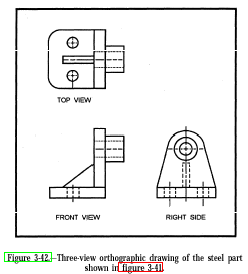 TOP VIEW
FRONT VIEW
RIGHT SIDE
Figure 3-42.—Three-view orthographic drawing of the steel part
shown in figure 3-41.